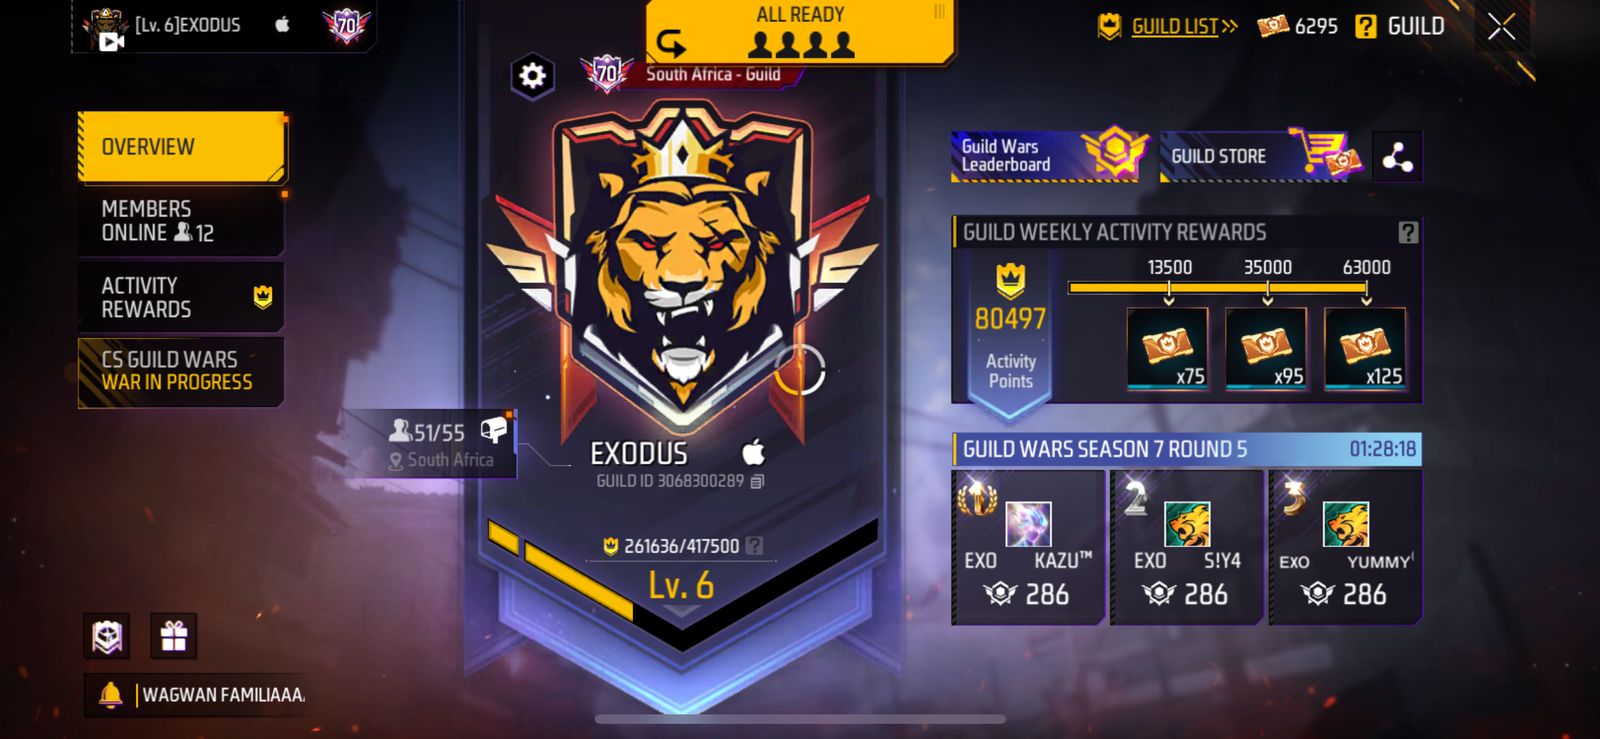 [Lv. 6]EXODUS
70
ALL READY
GUILD LIST>>
6295
? GUILD
70 South Africa - Guild
OVERVIEW
MEMBERS
ONLINE 12
ACTIVITY
REWARDS
CS GUILD WARS
WAR IN PROGRESS
51/55
South Africa
EXODUS
GUILD ID 3068300289
261636/417500 ?
Lv. 6
Guild Wars
Leaderboard
GUILD STORE
GUILD WEEKLY ACTIVITY REWARDS ?
13500 35000 63000
80497
Activity
Points
x75 x95 x125
GUILD WARS SEASON 7 ROUND 5 01:28:18
1 2 3
EXO KAZU™ EXO S!Y4 EXO YUMMY
286 286 286
WAGWAN FAMILIAAA